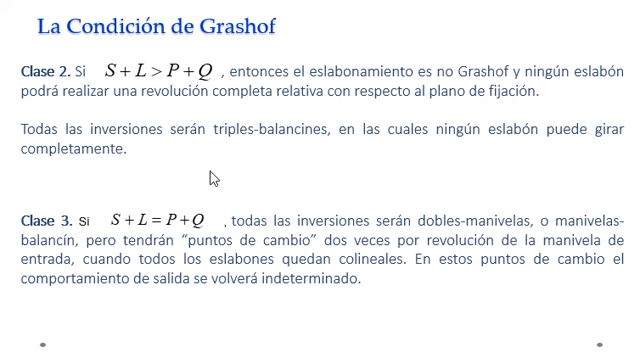 La Condición de Grashof
Clase 2. Si S + L > P + Q , entonces el eslabonamiento es no Grashof y ningún eslabón
podrá realizar una revolución completa relativa con respecto al plano de fijación.
Todas las inversiones serán triples-balancines, en las cuales ningún eslabón puede girar
completamente.
Clase 3. Si S + L = P + Q , todas las inversiones serán dobles-manivelas, o manivelas-
balancín, pero tendrán “puntos de cambio” dos veces por revolución de la manivela de
entrada, cuando todos los eslabones quedan colineales. En estos puntos de cambio el
comportamiento de salida se volverá indeterminado.